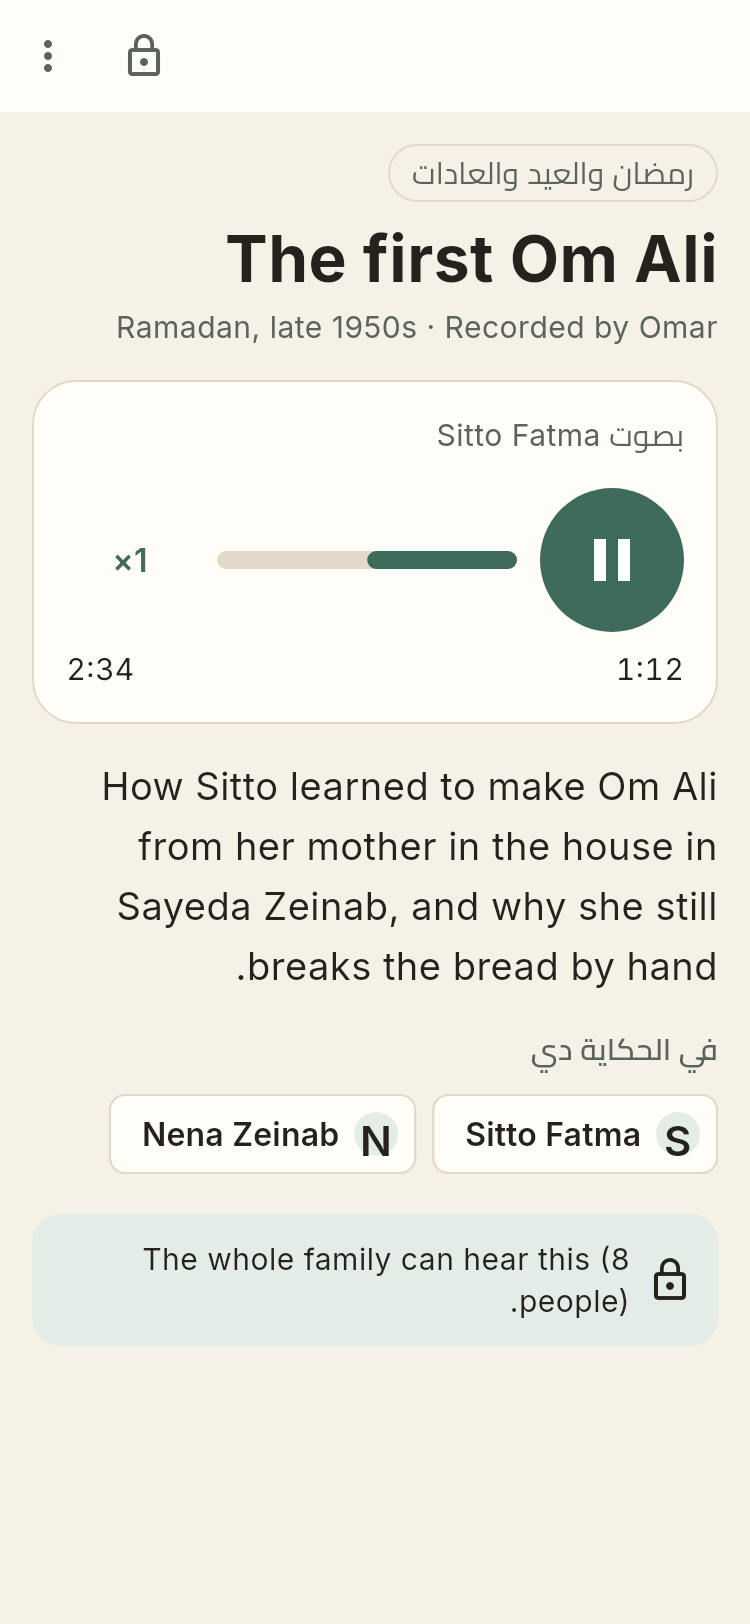 رمضان والعيد والعادات
The first Om Ali
Ramadan, late 1950s · Recorded by Omar
بصوت Sitto Fatma
×1
1:12
2:34
How Sitto learned to make Om Ali
from her mother in the house in
Sayeda Zeinab, and why she still
breaks the bread by hand.
في الحكاية دي
S Sitto Fatma
N Nena Zeinab
The whole family can hear this (8
people).